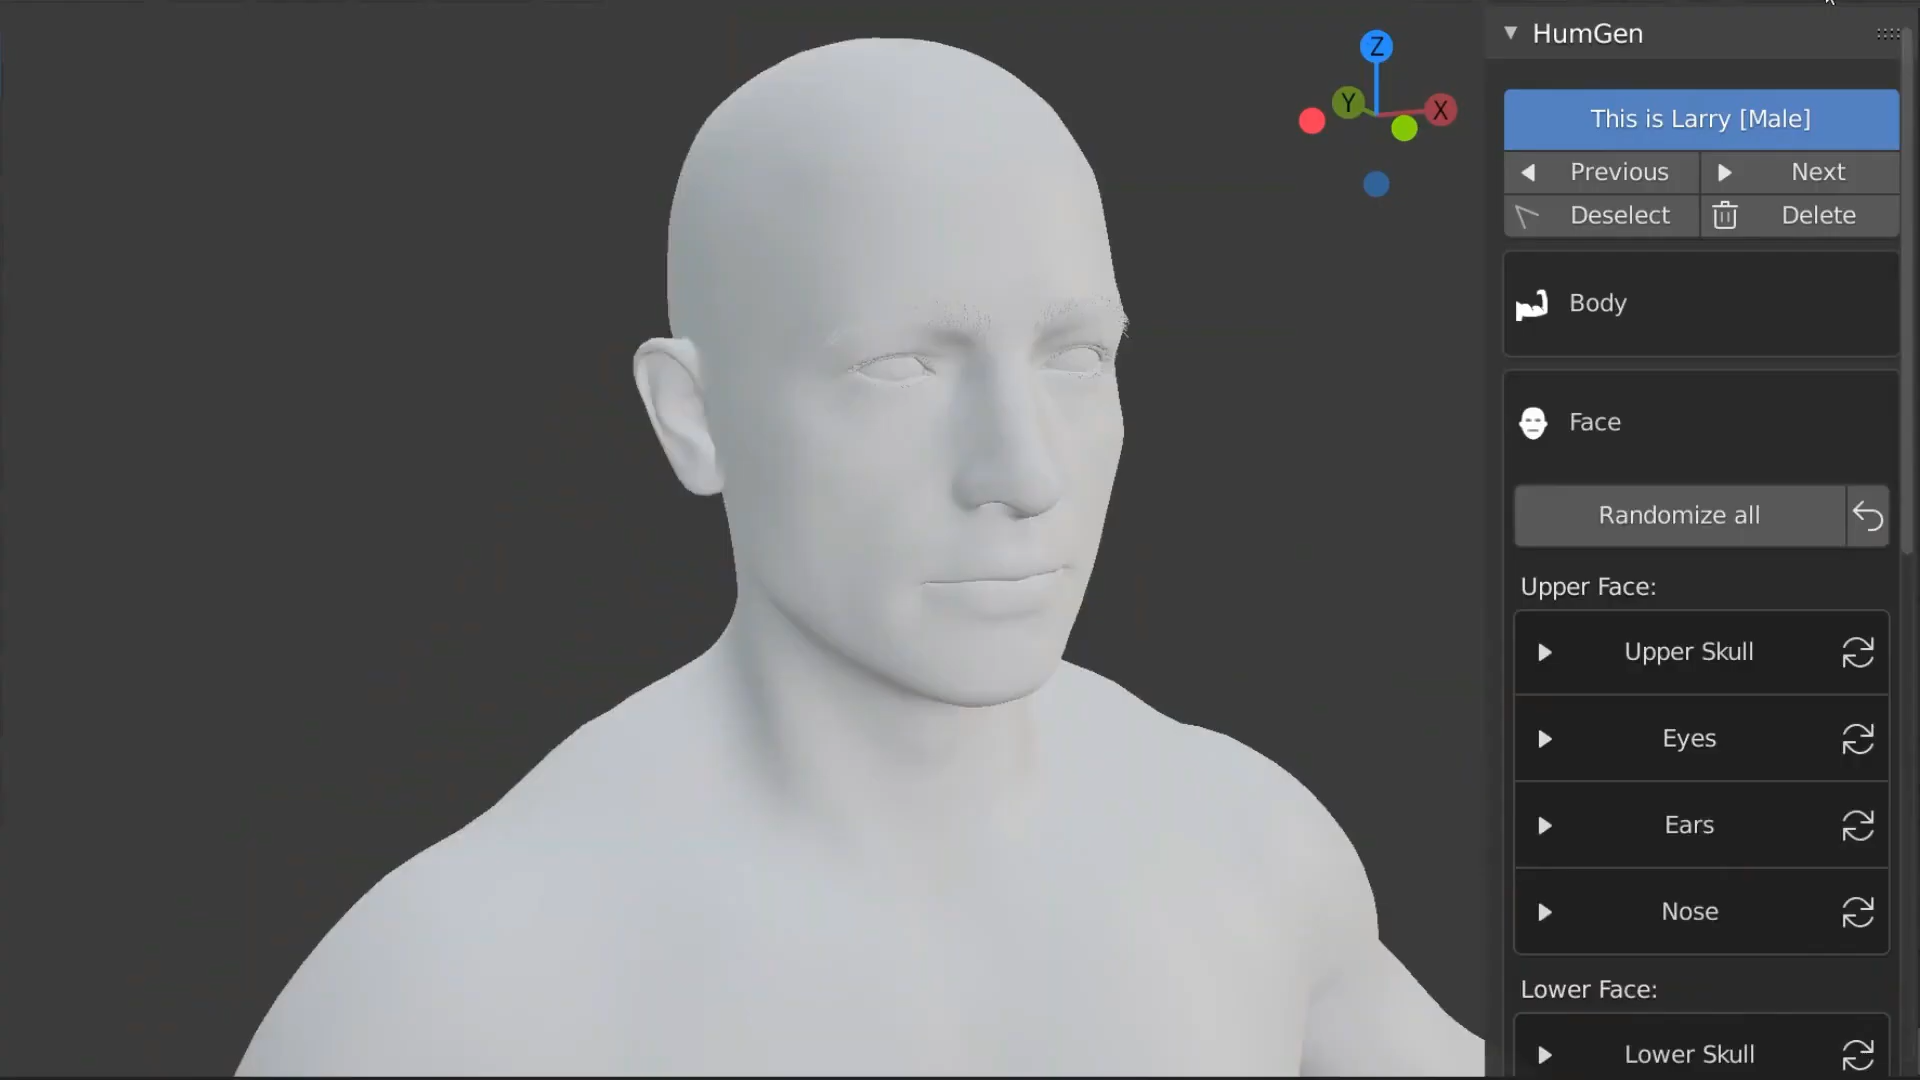 HumGen
Z
Y
X
This is Larry [Male]
Previous
Next
Deselect
Delete
Body
Face
Randomize all
Upper Face:
Upper Skull
Eyes
Ears
Nose
Lower Face:
Lower Skull